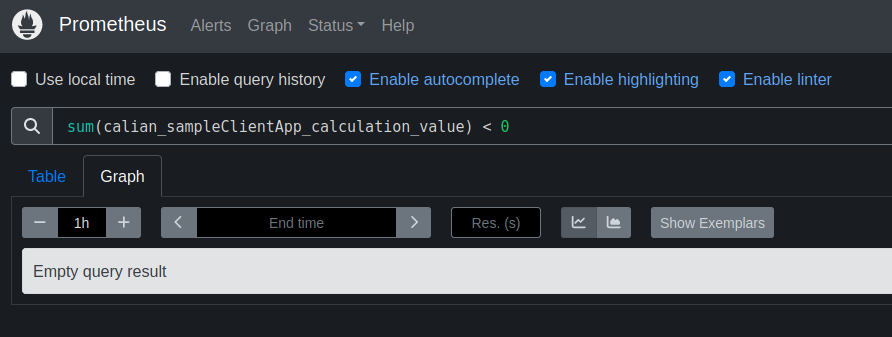 Prometheus Alerts Graph Status Help
Use local time Enable query history Enable autocomplete Enable highlighting Enable linter
sum(calian_sampleClientApp_calculation_value) < 0
Table Graph
− 1h + < End time > Res. (s) Show Exemplars
Empty query result